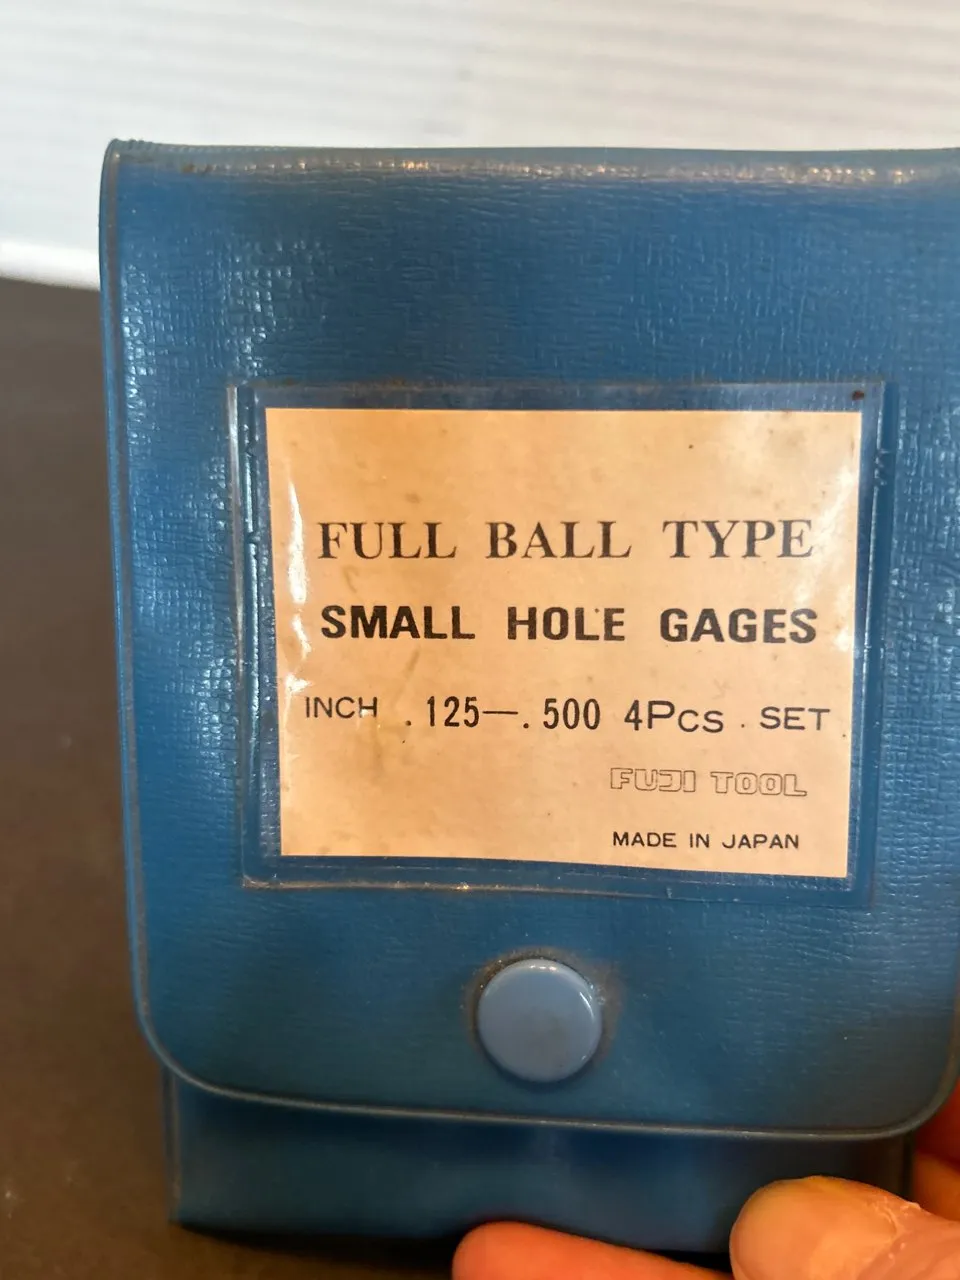 FULL BALL TYPE
SMALL HOLE GAGES
INCH .125—.500 4Pcs . SET
FUJI TOOL
MADE IN JAPAN